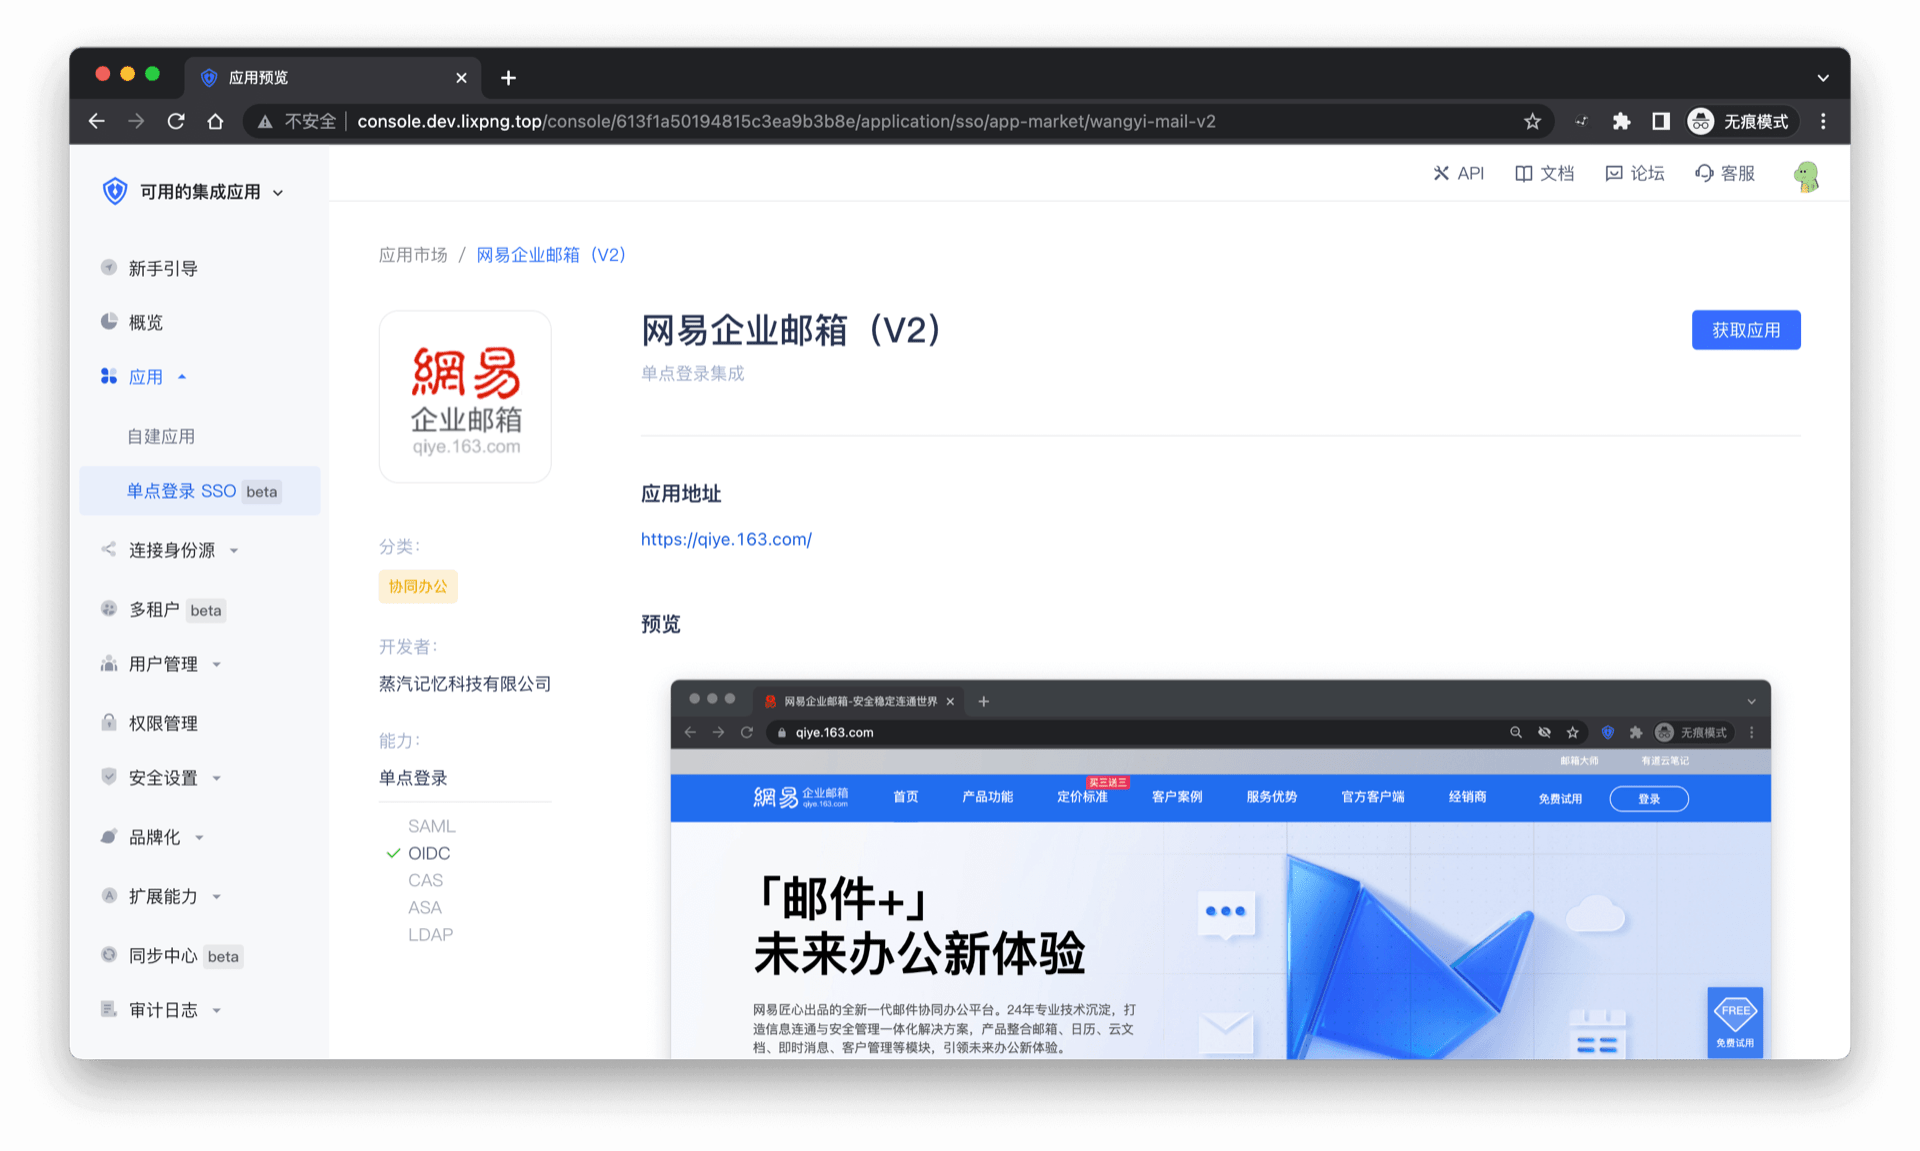 应用预览
不安全 console.dev.lixpng.top/console/613f1a50194815c3ea9b3b8e/application/sso/app-market/wangyi-mail-v2 无痕模式
可用的集成应用
API 文档 论坛 客服
新手引导
概览
应用
自建应用
单点登录 SSO beta
连接身份源
多租户 beta
用户管理
权限管理
安全设置
品牌化
扩展能力
同步中心 beta
审计日志
应用市场 / 网易企业邮箱（V2）
網易
企业邮箱
qiye.163.com
分类：
协同办公
开发者：
蒸汽记忆科技有限公司
能力：
单点登录
SAML
OIDC
CAS
ASA
LDAP
网易企业邮箱（V2）
获取应用
单点登录集成
应用地址
https://qiye.163.com/
预览
网易企业邮箱-安全稳定连通世界
qiye.163.com 无痕模式
邮箱大师 有道云笔记
買三送三
網易 企业邮箱 qiye.163.com 首页 产品功能 定价标准 客户案例 服务优势 官方客户端 经销商 免费试用 登录
「邮件+」
未来办公新体验
网易匠心出品的全新一代邮件协同办公平台。24年专业技术沉淀，打
造信息连通与安全管理一体化解决方案，产品整合邮箱、日历、云文
档、即时消息、客户管理等模块，引领未来办公新体验。
FREE
免费试用